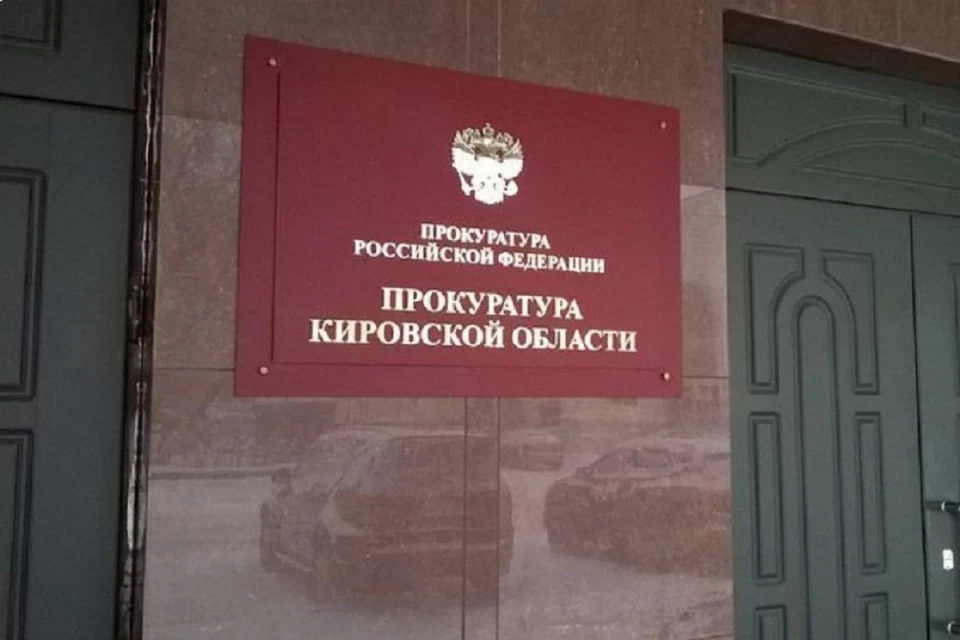 ПРОКУРАТУРА
РОССИЙСКОЙ ФЕДЕРАЦИИ
ПРОКУРАТУРА
КИРОВСКОЙ ОБЛАСТИ